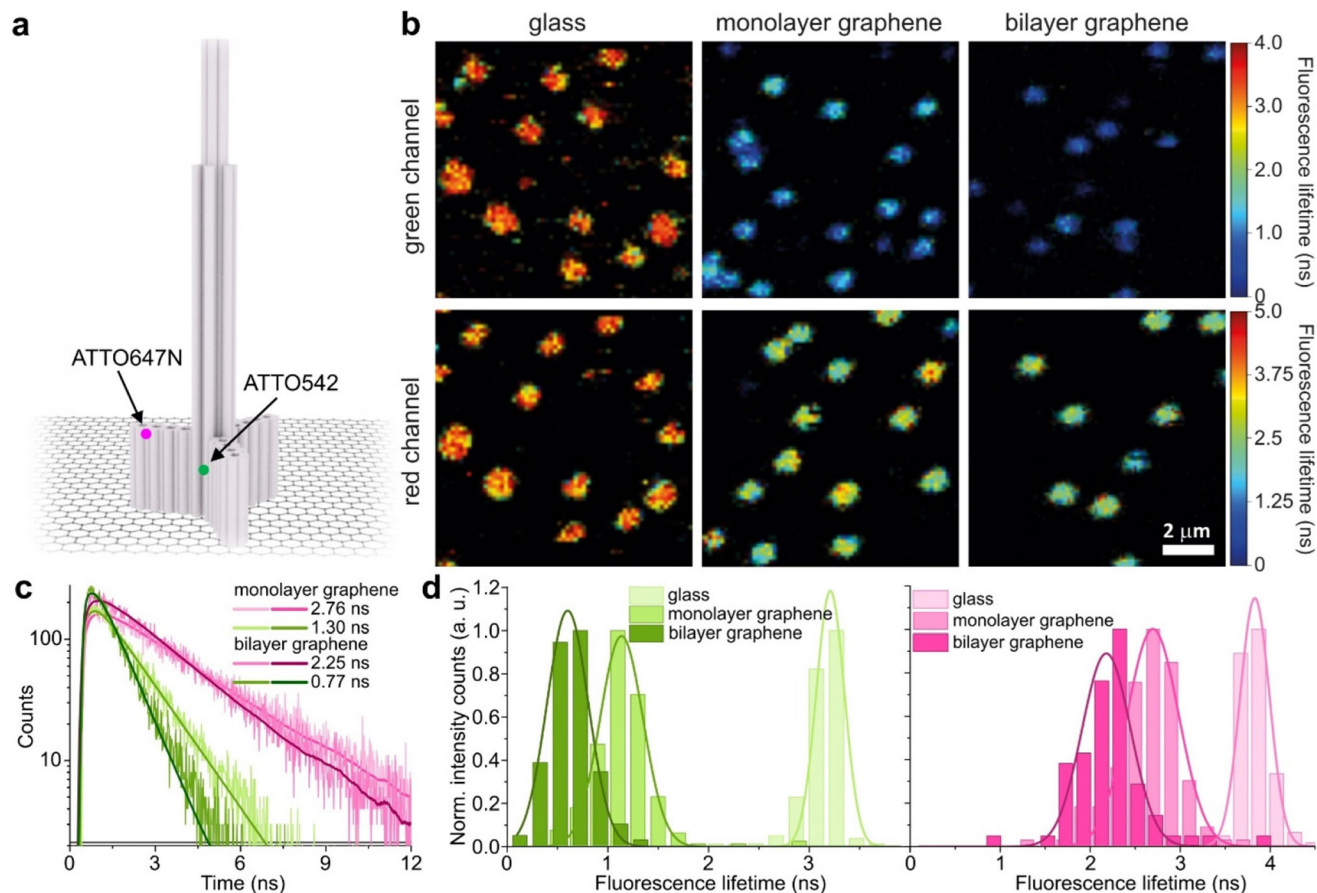 a
ATTO647N
ATTO542
b
glass
monolayer graphene
bilayer graphene
green channel
red channel
4.0
3.0
2.0
1.0
0
Fluorescence lifetime (ns)
5.0
3.75
2.5
1.25
0
Fluorescence lifetime (ns)
2 μm
c
monolayer graphene
2.76 ns
1.30 ns
bilayer graphene
2.25 ns
0.77 ns
Counts
100
10
0 3 6 9 12
Time (ns)
d
Norm. intensity counts (a. u.)
1.2
1.0
0.8
0.6
0.4
0.2
0.0
glass
monolayer graphene
bilayer graphene
0 1 2 3
Fluorescence lifetime (ns)
glass
monolayer graphene
bilayer graphene
1 2 3 4
Fluorescence lifetime (ns)